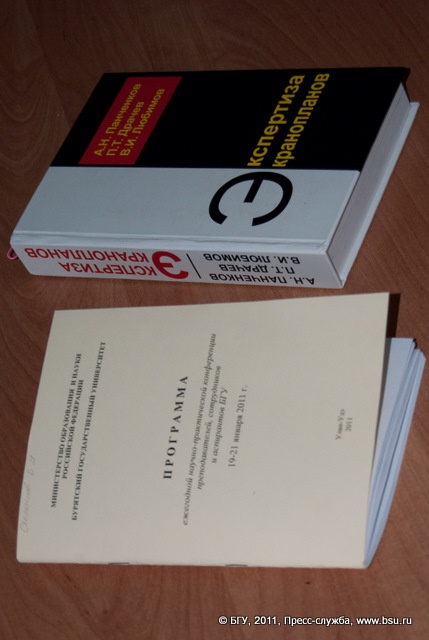 А.Н. Панченков
П.Т. Драчев
В.И. Любимов
Экспертиза
кранопланов
А.Н. ПАНЧЕНКОВ
П.Т. ДРАЧЕВ
В.И. ЛЮБИМОВ
ЭКСПЕРТИЗА
КРАНОПЛАНОВ
МИНИСТЕРСТВО ОБРАЗОВАНИЯ И НАУКИ
РОССИЙСКОЙ ФЕДЕРАЦИИ
БУРЯТСКИЙ ГОСУДАРСТВЕННЫЙ УНИВЕРСИТЕТ
ПРОГРАММА
ежегодной научно-практической конференции
преподавателей, сотрудников
и аспирантов БГУ
19-21 января 2011 г.
Улан-Удэ
2011
© БГУ, 2011, Пресс-служба, www.bsu.ru